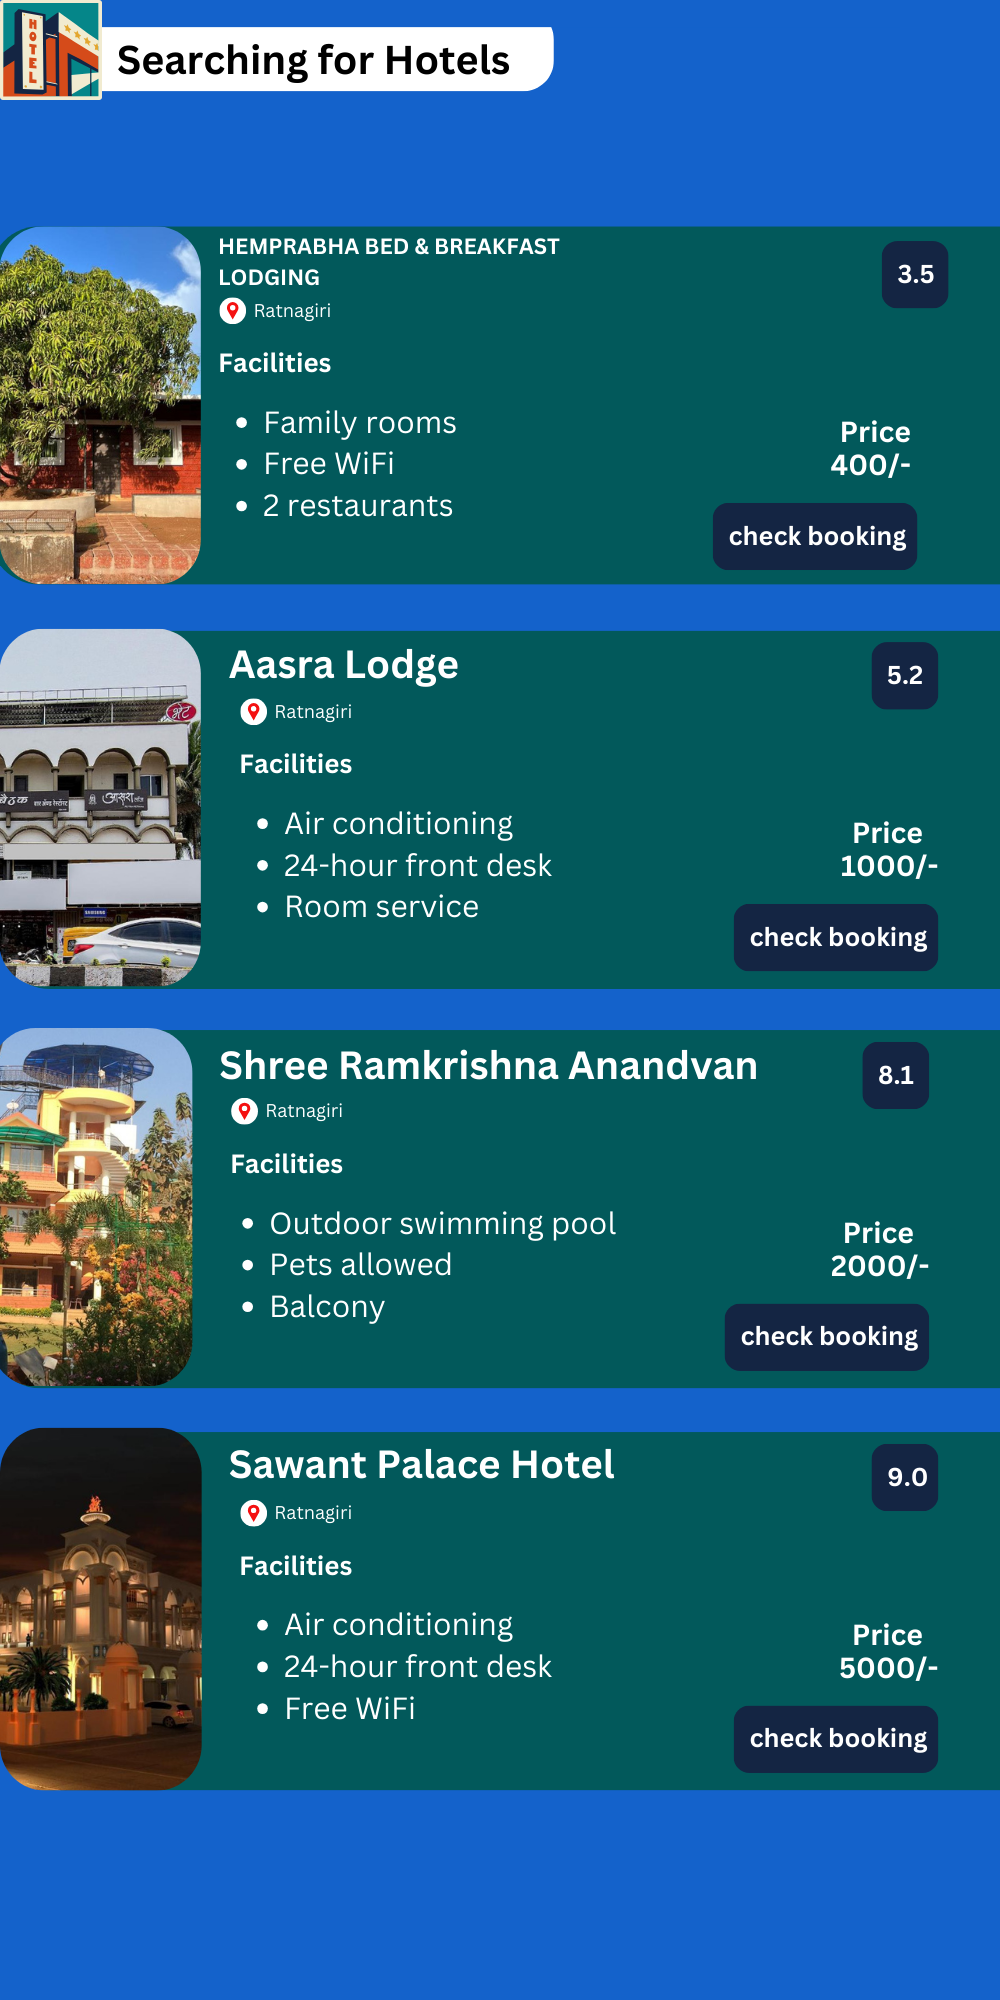 HOTEL
Searching for Hotels
HEMPRABHA BED & BREAKFAST
LODGING
3.5
Ratnagiri
Facilities
Family rooms
Free WiFi
2 restaurants
Price
400/-
check booking
Aasra Lodge
5.2
Ratnagiri
Facilities
भेट
बैठक
आसरा लॉज
SAMSUNG
Air conditioning
24-hour front desk
Room service
Price
1000/-
check booking
Shree Ramkrishna Anandvan
8.1
Ratnagiri
Facilities
Outdoor swimming pool
Pets allowed
Balcony
Price
2000/-
check booking
Sawant Palace Hotel
9.0
Ratnagiri
Facilities
Air conditioning
24-hour front desk
Free WiFi
Price
5000/-
check booking